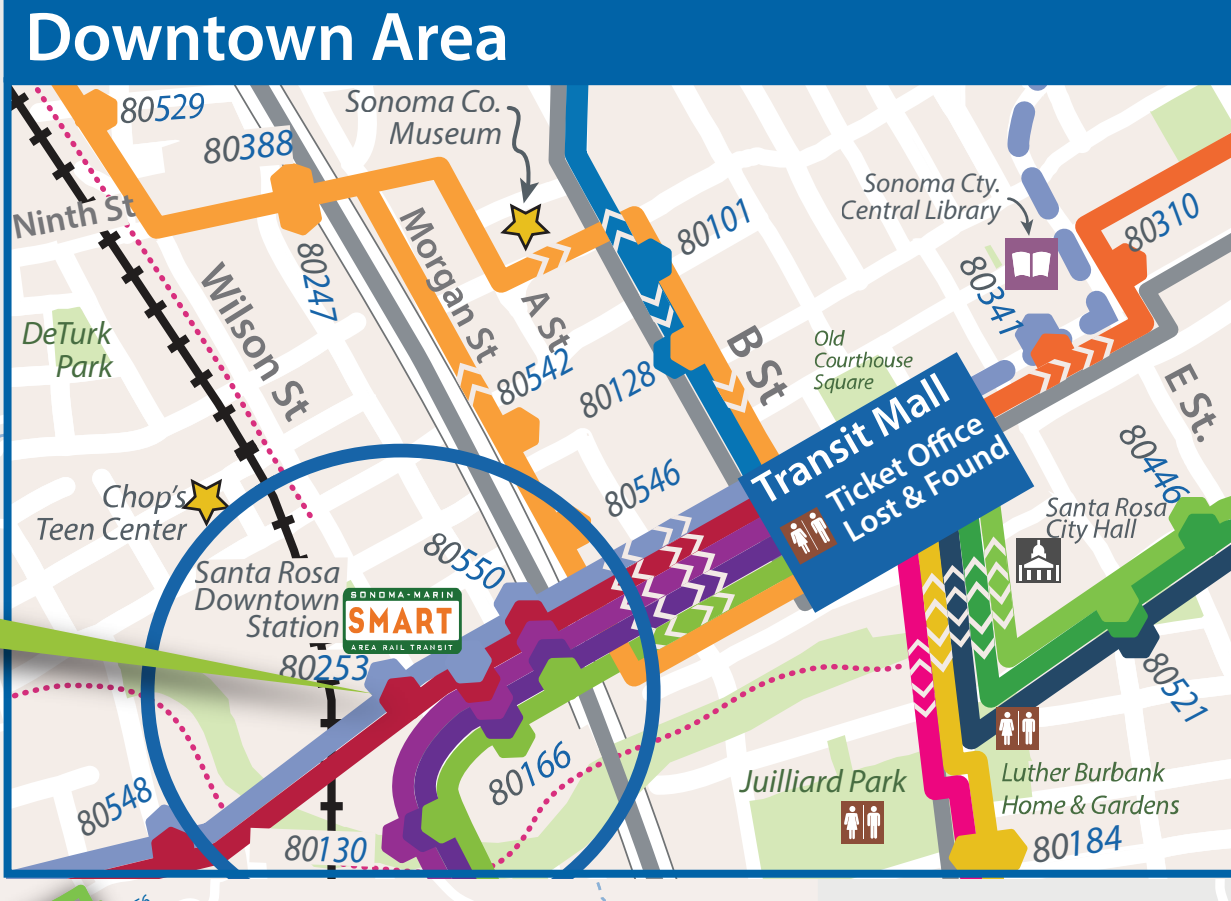 Downtown Area
80529
80388
Sonoma Co.
Museum
Ninth St
80247
Wilson St
Morgan St
A St
80101
Sonoma Cty.
Central Library
80310
80341
DeTurk
Park
80542
80128
B St
Old
Courthouse
Square
E St.
Transit Mall
Ticket Office
Lost & Found
80446
Chop's
Teen Center
80546
Santa Rosa
City Hall
80550
Santa Rosa
Downtown
Station
SONOMA-MARIN
SMART
AREA RAIL TRANSIT
80253
80521
80166
Juilliard Park
Luther Burbank
Home & Gardens
80548
80130
80184